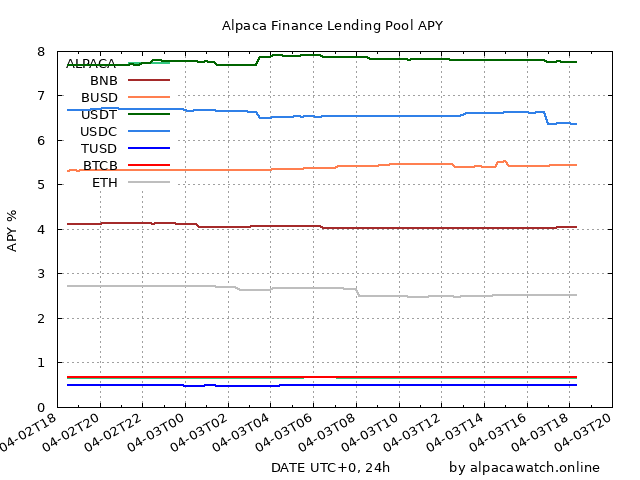 Alpaca Finance Lending Pool APY
8
7
6
5
4
3
2
1
0
APY %
ALPACA
BNB
BUSD
USDT
USDC
TUSD
BTCB
ETH
04-02T18
04-02T20
04-02T22
04-03T00
04-03T02
04-03T04
04-03T06
04-03T08
04-03T10
04-03T12
04-03T14
04-03T16
04-03T18
04-03T20
DATE UTC+0, 24h
by alpacawatch.online